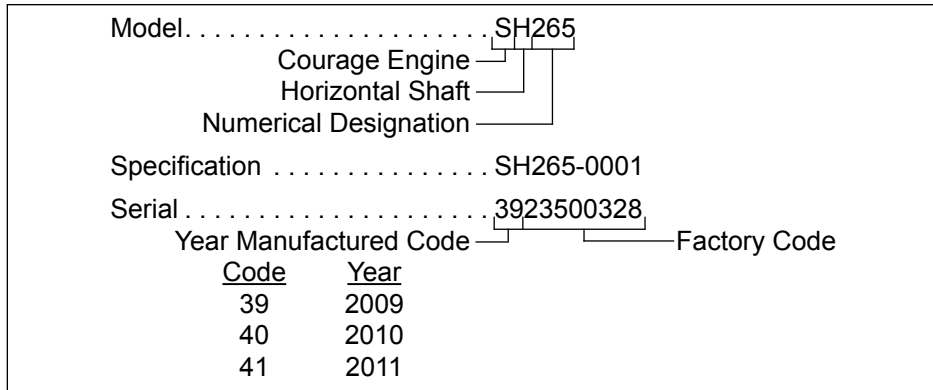 Model. . . . . . . . . . . . . . . . . . . . . SH265
Courage Engine
Horizontal Shaft
Numerical Designation
Specification . . . . . . . . . . . . . . . SH265-0001
Serial . . . . . . . . . . . . . . . . . . . . . 3923500328
Year Manufactured Code Factory Code
Code Year
39 2009
40 2010
41 2011